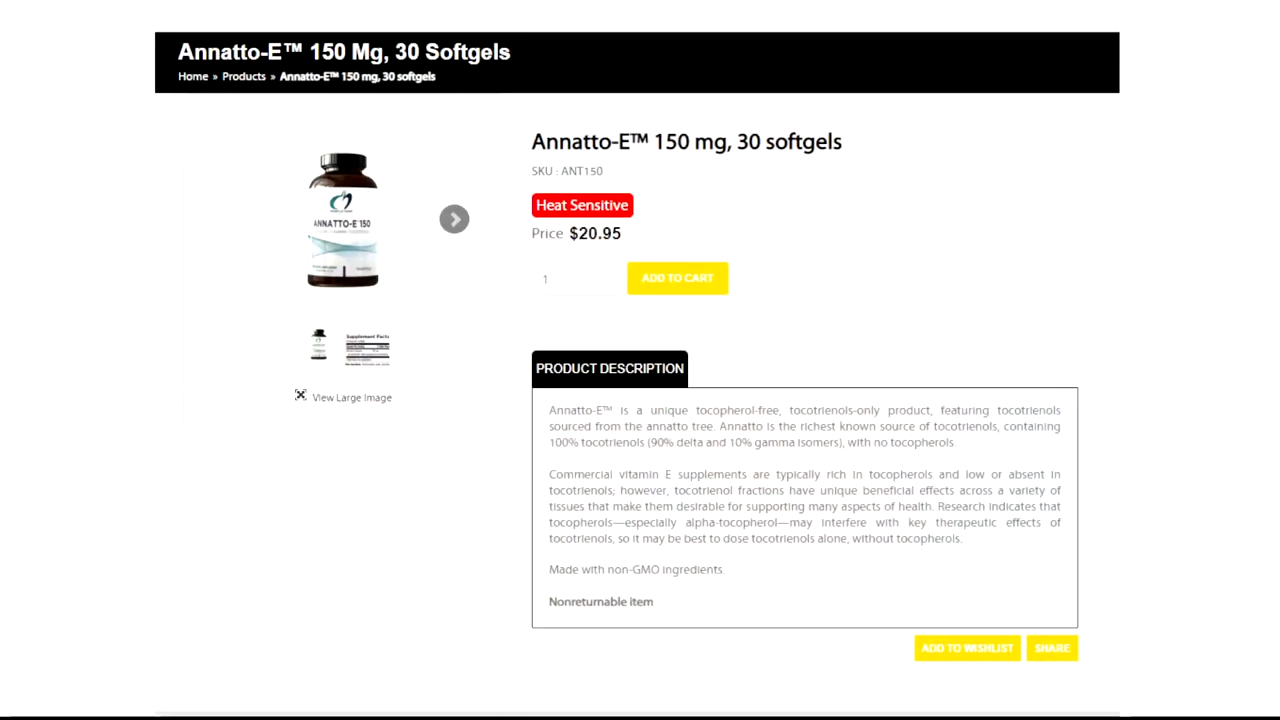 Annatto-E™ 150 Mg, 30 Softgels
Home » Products » Annatto-E™ 150 mg, 30 softgels
Annatto-E™ 150 mg, 30 softgels
SKU : ANT150
Heat Sensitive
Price $20.95
1
ADD TO CART
ANNATTO-E 150
Supplement Facts
View Large Image
PRODUCT DESCRIPTION
Annatto-E™ is a unique tocopherol-free, tocotrienols-only product, featuring tocotrienols
sourced from the annatto tree. Annatto is the richest known source of tocotrienols, containing
100% tocotrienols (90% delta and 10% gamma isomers), with no tocopherols.
Commercial vitamin E supplements are typically rich in tocopherols and low or absent in
tocotrienols; however, tocotrienol fractions have unique beneficial effects across a variety of
tissues that make them desirable for supporting many aspects of health. Research indicates that
tocopherols—especially alpha-tocopherol—may interfere with key therapeutic effects of
tocotrienols, so it may be best to dose tocotrienols alone, without tocopherols.
Made with non-GMO ingredients.
Nonreturnable item
ADD TO WISHLIST
SHARE